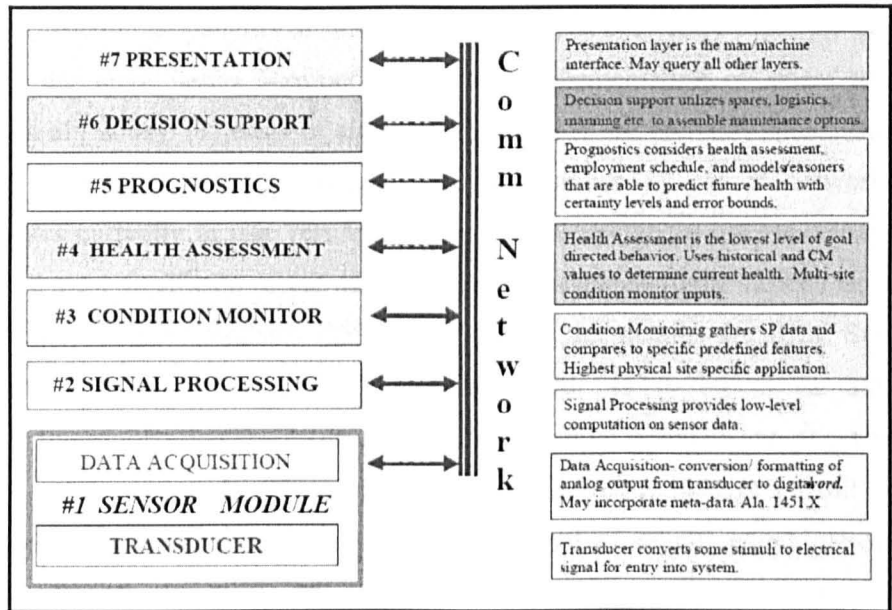 #7 PRESENTATION
#6 DECISION SUPPORT
#5 PROGNOSTICS
#4 HEALTH ASSESSMENT
#3 CONDITION MONITOR
#2 SIGNAL PROCESSING
DATA ACQUISITION
#1 SENSOR MODULE
TRANSDUCER
Comm Network
Presentation layer is the man/machine
interface. May query all other layers.
Decision support utilizes spares, logistics,
manning etc. to assemble maintenance options.
Prognostics considers health assessment,
employment schedule, and models/reasoners
that are able to predict future health with
certainty levels and error bounds.
Health Assessment is the lowest level of goal
directed behavior. Uses historical and CM
values to determine current health. Multi-site
condition monitor inputs.
Condition Monitoimig gathers SP data and
compares to specific predefined features.
Highest physical site specific application.
Signal Processing provides low-level
computation on sensor data.
Data Acquisition- conversion/ formatting of
analog output from transducer to digital word.
May incorporate meta-data. Ala. 1451.X
Transducer converts some stimuli to electrical
signal for entry into system.